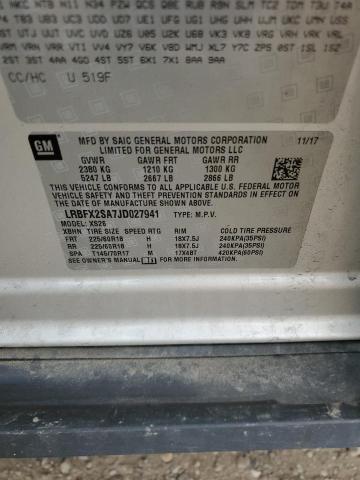 CC/HC U 519F
GM
MFD BY SAIC GENERAL MOTORS CORPORATION
LIMITED FOR GENERAL MOTORS LLC
11/17
GVWR GAWR FRT GAWR RR
2380 KG 1210 KG 1300 KG
5247 LB 2667 LB 2866 LB
THIS VEHICLE CONFORMS TO ALL APPLICABLE U.S.
FEDERAL MOTOR VEHICLE SAFETY, BUMPER, AND
THEFT PREVENTION STANDARDS IN EFFECT ON THE
DATE OF MANUFACTURE SHOWN ABOVE.
LRBFX2SA7JD027941 TYPE: M.P.V.
MODEL: XS26
XBHN TIRE SIZE SPEED RTG RIM COLD TIRE PRESSURE
FRT 225/60R18 H 18X7.5J 240KPA(35PSI)
RR 225/60R18 H 18X7.5J 240KPA(35PSI)
SPA T145/70R17 M 17X4BT 420KPA(60PSI)
SEE OWNER'S MANUAL FOR ADDITIONAL INFORMATION.